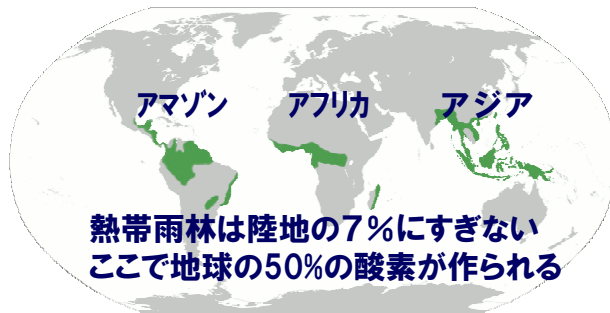 アマゾン アフリカ アジア
熱帯雨林は陸地の7%にすぎない
ここで地球の50%の酸素が作られる